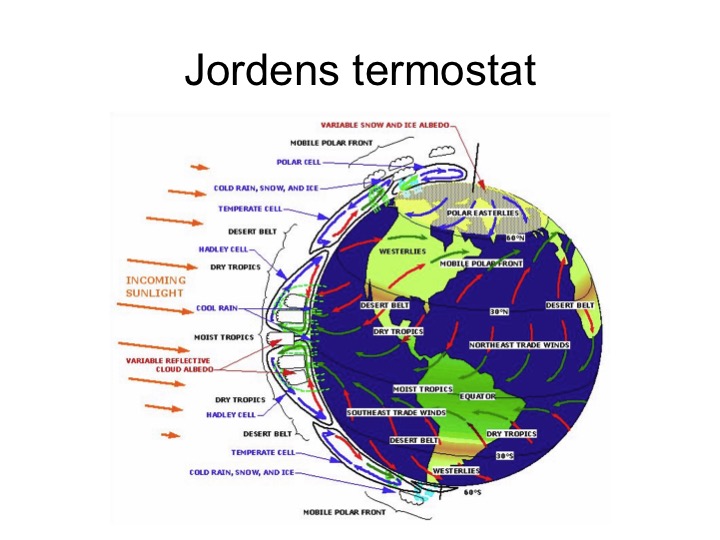 Jordens termostat
VARIABLE SNOW AND ICE ALBEDO
MOBILE POLAR FRONT
POLAR CELL
COLD RAIN, SNOW, AND ICE
TEMPERATE CELL
POLAR EASTERLIES
DESERT BELT
60°N
HADLEY CELL
WESTERLIES
DRY TROPICS
MOBILE POLAR FRONT
INCOMING
SUNLIGHT
COOL RAIN
DESERT BELT
DESERT BELT
30°N
MOIST TROPICS
DRY TROPICS
NORTHEAST TRADE WINDS
VARIABLE REFLECTIVE
CLOUD ALBEDO
MOIST TROPICS
EQUATOR
DRY TROPICS
HADLEY CELL
SOUTHEAST TRADE WINDS
DESERT BELT
DESERT BELT
DRY TROPICS
TEMPERATE CELL
30°S
COLD RAIN, SNOW, AND ICE
WESTERLIES
60°S
MOBILE POLAR FRONT